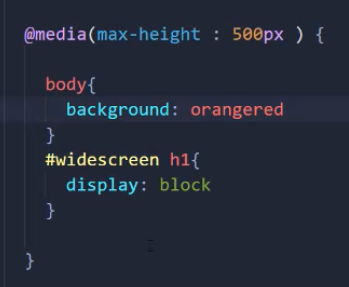 @media(max-height : 500px ) {
body{
background: orangered
}
#widescreen h1{
display: block
}
}